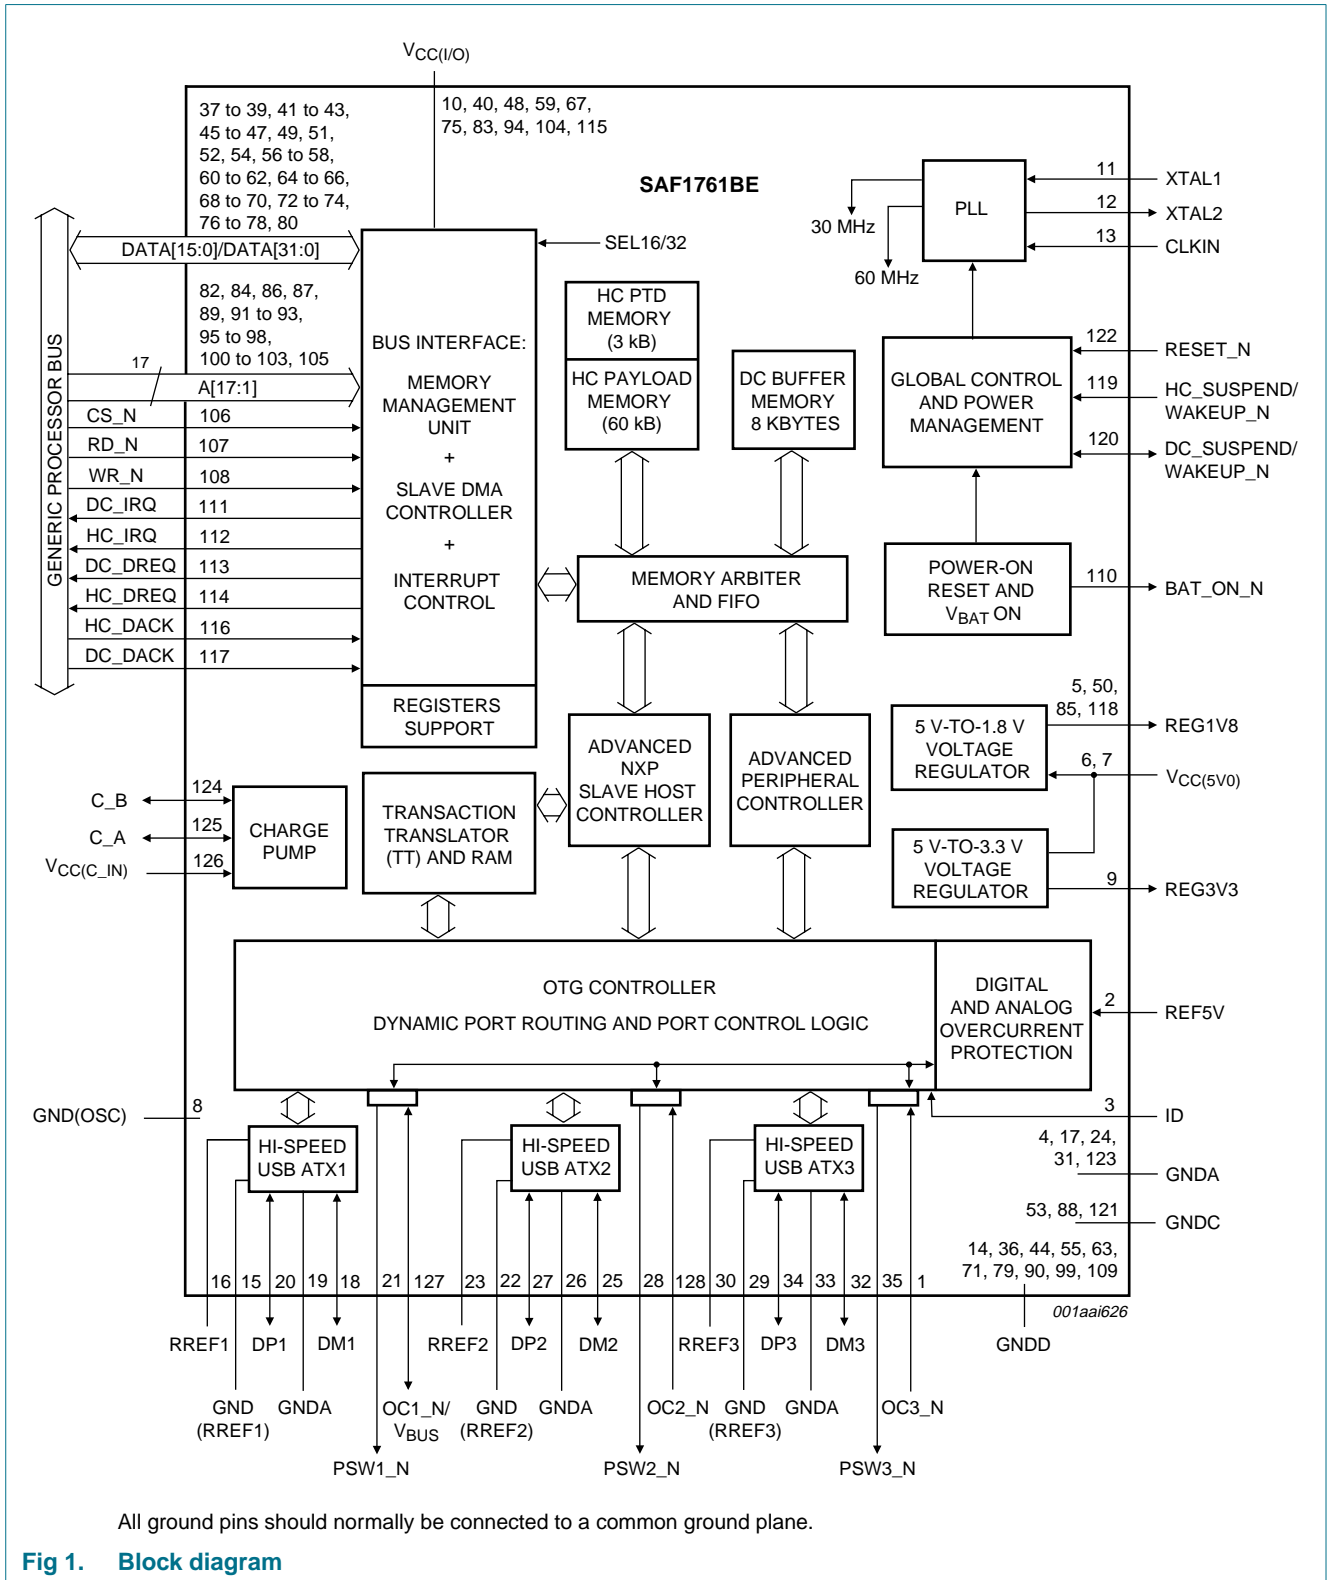 VCC(I/O)
10, 40, 48, 59, 67,
75, 83, 94, 104, 115
37 to 39, 41 to 43,
45 to 47, 49, 51,
52, 54, 56 to 58,
60 to 62, 64 to 66,
68 to 70, 72 to 74,
76 to 78, 80
SAF1761BE
DATA[15:0]/DATA[31:0]
SEL16/32
82, 84, 86, 87,
89, 91 to 93,
95 to 98,
100 to 103, 105
17
A[17:1]
GENERIC PROCESSOR BUS
CS_N 106
RD_N 107
WR_N 108
DC_IRQ 111
HC_IRQ 112
DC_DREQ 113
HC_DREQ 114
HC_DACK 116
DC_DACK 117
BUS INTERFACE:
MEMORY
MANAGEMENT
UNIT
+
SLAVE DMA
CONTROLLER
+
INTERRUPT
CONTROL
REGISTERS
SUPPORT
HC PTD
MEMORY
(3 kB)
HC PAYLOAD
MEMORY
(60 kB)
DC BUFFER
MEMORY
8 KBYTES
MEMORY ARBITER
AND FIFO
PLL
30 MHz
60 MHz
11 XTAL1
12 XTAL2
13 CLKIN
GLOBAL CONTROL
AND POWER
MANAGEMENT
122 RESET_N
119 HC_SUSPEND/
WAKEUP_N
120 DC_SUSPEND/
WAKEUP_N
POWER-ON
RESET AND
VBAT ON
110 BAT_ON_N
5, 50,
85, 118
REG1V8
5 V-TO-1.8 V
VOLTAGE
REGULATOR
6, 7
VCC(5V0)
5 V-TO-3.3 V
VOLTAGE
REGULATOR
9 REG3V3
ADVANCED
NXP
SLAVE HOST
CONTROLLER
ADVANCED
PERIPHERAL
CONTROLLER
TRANSACTION
TRANSLATOR
(TT) AND RAM
C_B 124
C_A 125
VCC(C_IN) 126
CHARGE
PUMP
OTG CONTROLLER
DYNAMIC PORT ROUTING AND PORT CONTROL LOGIC
DIGITAL
AND ANALOG
OVERCURRENT
PROTECTION
2 REF5V
3 ID
GND(OSC) 8
HI-SPEED
USB ATX1
HI-SPEED
USB ATX2
HI-SPEED
USB ATX3
4, 17, 24,
31, 123
GNDA
53, 88, 121
GNDC
14, 36, 44, 55, 63,
71, 79, 90, 99, 109
16 15 20 19 18 21 127 23 22 27 26 25 28 128 30 29 34 33 32 35 1
001aai626
RREF1 DP1 DM1 RREF2 DP2 DM2 RREF3 DP3 DM3 GNDD
GND
(RREF1)
GNDA
OC1_N/
VBUS
GND
(RREF2)
GNDA
OC2_N
GND
(RREF3)
GNDA
OC3_N
PSW1_N PSW2_N PSW3_N
All ground pins should normally be connected to a common ground plane.
Fig 1. Block diagram